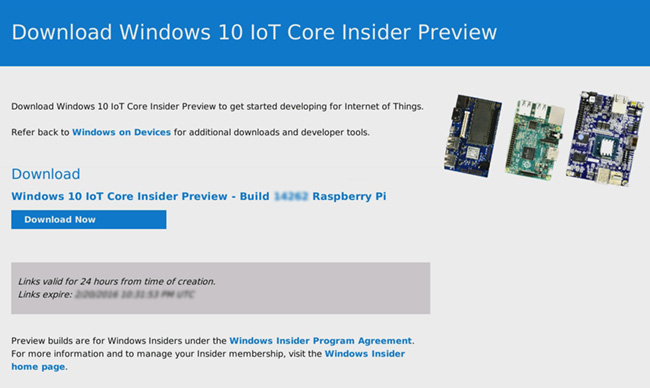 Download Windows 10 IoT Core Insider Preview
Download Windows 10 IoT Core Insider Preview to get started developing for Internet of Things.
Refer back to Windows on Devices for additional downloads and developer tools.
Download
Windows 10 IoT Core Insider Preview - Build Raspberry Pi
Download Now
Links valid for 24 hours from time of creation.
Links expire:
Preview builds are for Windows Insiders under the Windows Insider Program Agreement.
For more information and to manage your Insider membership, visit the Windows Insider
home page.